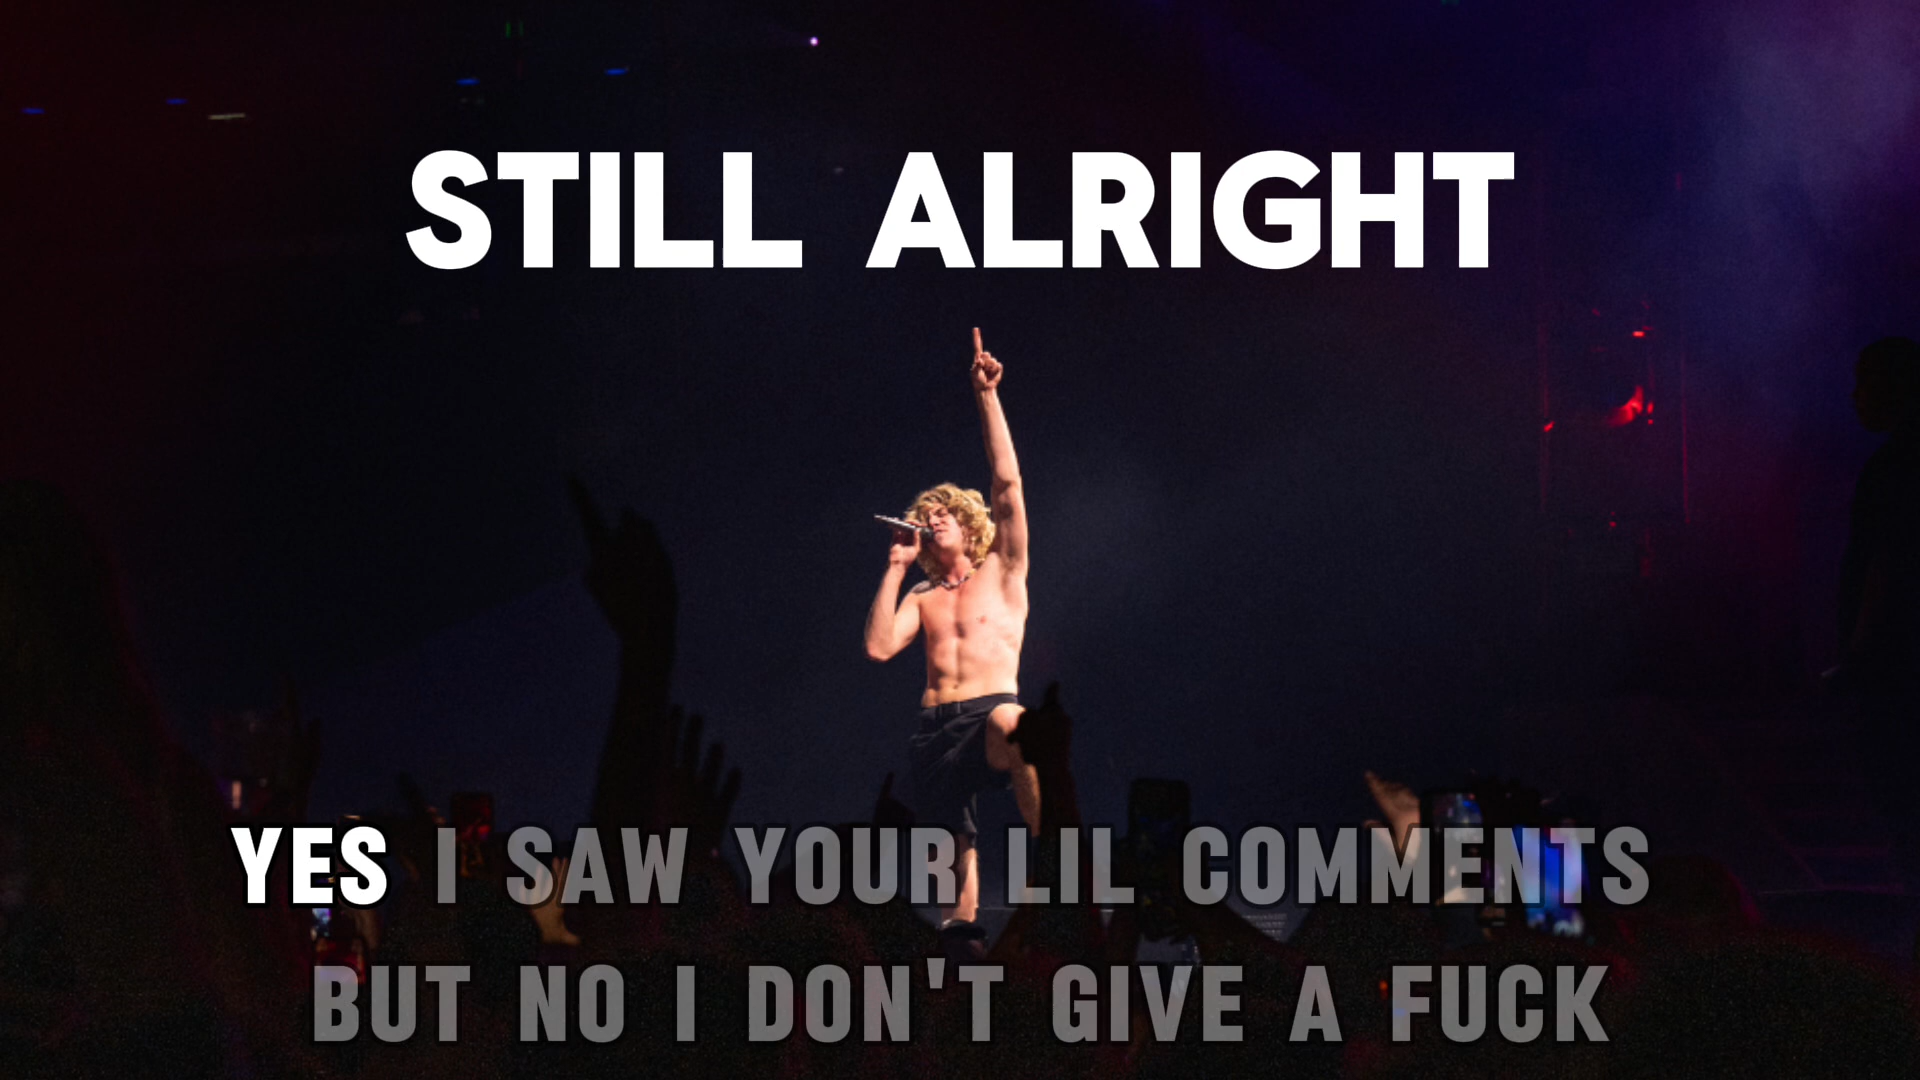 STILL ALRIGHT
YES I SAW YOUR LIL COMMENTS
BUT NO I DON'T GIVE A FUCK